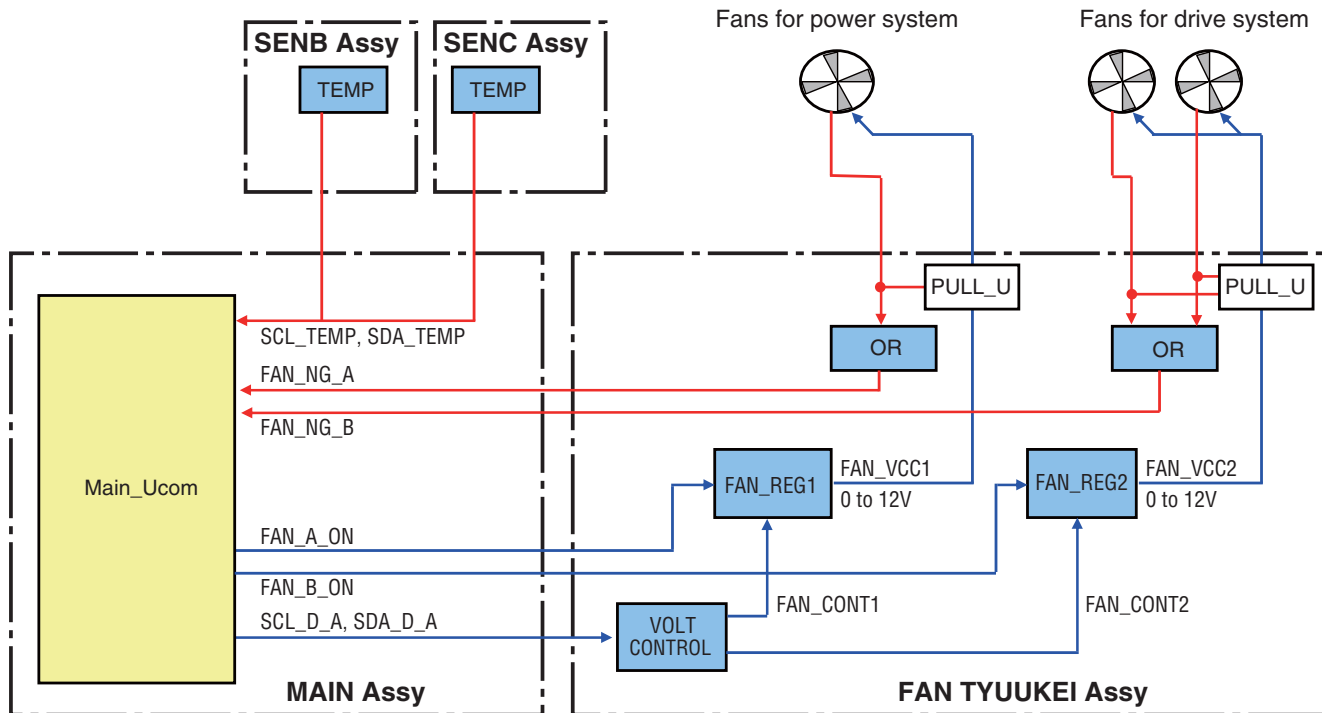 Fans for power system
Fans for drive system
SENB Assy
SENC Assy
TEMP
TEMP
PULL_U
PULL_U
SCL_TEMP, SDA_TEMP
OR
OR
FAN_NG_A
FAN_NG_B
Main_Ucom
FAN_REG1
FAN_VCC1
0 to 12V
FAN_REG2
FAN_VCC2
0 to 12V
FAN_A_ON
FAN_B_ON
FAN_CONT1
FAN_CONT2
SCL_D_A, SDA_D_A
VOLT
CONTROL
MAIN Assy
FAN TYUUKEI Assy